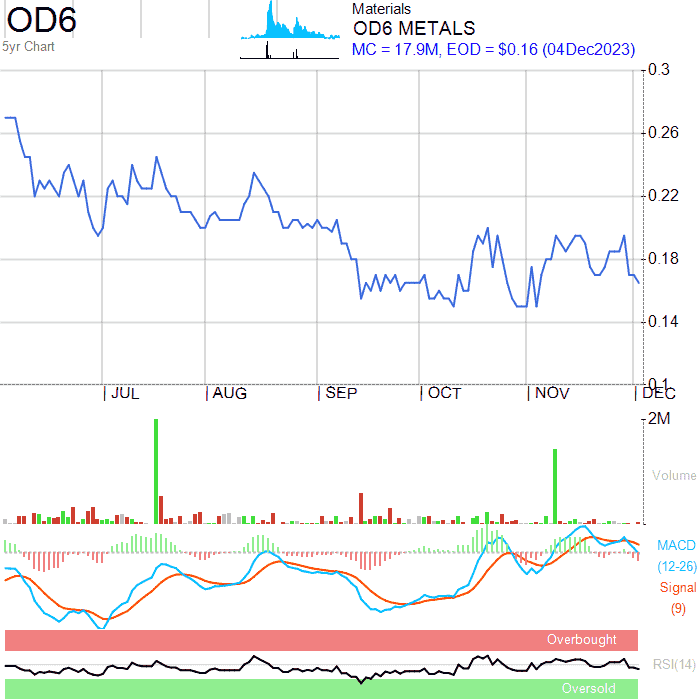 OD6
5yr Chart
Materials
OD6 METALS
MC = 17.9M, EOD = $0.16 (04Dec2023)
0.3
0.26
0.22
0.18
0.14
0.1
JUL AUG SEP OCT NOV DEC
2M
Volume
MACD
(12-26)
Signal
(9)
Overbought
RSI(14)
Oversold